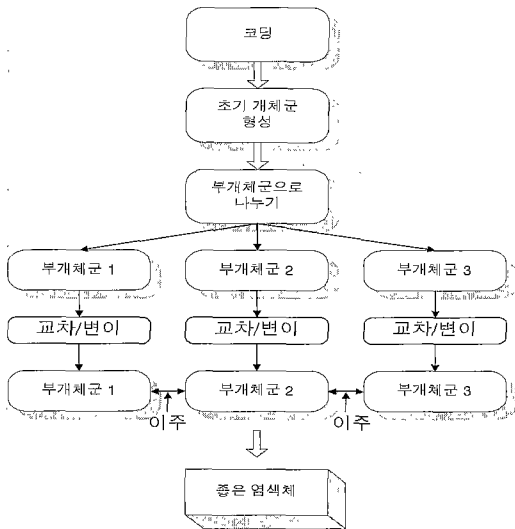 코딩
초기 개체군
형성
부개체군으로
나누기
부개체군 1
부개체군 2
부개체군 3
교차/변이
교차/변이
교차/변이
부개체군 1
부개체군 2
부개체군 3
이주
이주
좋은 염색체